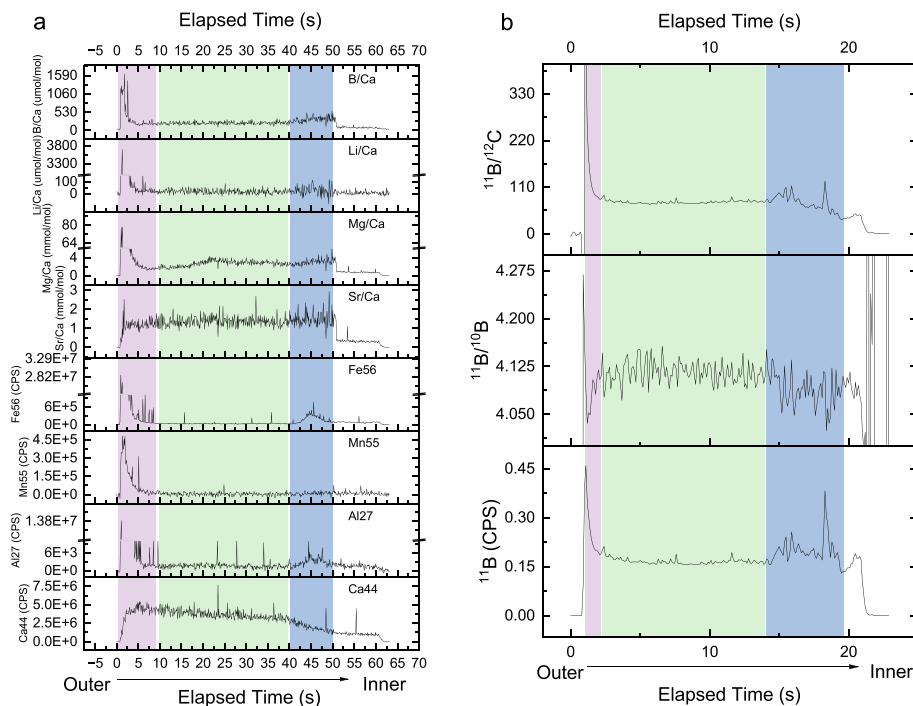 Elapsed Time (s)
a
−5 0 5 10 15 20 25 30 35 40 45 50 55 60 65 70
B/Ca (umol/mol)
1590
1060
530
0
B/Ca
Li/Ca (umol/mol)
3800
3300
100
0
Li/Ca
Mg/Ca (mmol/mol)
80
64
4
0
Mg/Ca
Sr/Ca (mmol/mol)
3
2
1
0
Sr/Ca
Fe56 (CPS)
3.29E+7
2.82E+7
6E+5
0E+0
Fe56
Mn55 (CPS)
4.5E+5
3.0E+5
1.5E+5
0.0E+0
Mn55
Al27 (CPS)
1.38E+7
6E+3
0E+0
Al27
Ca44 (CPS)
7.5E+6
5.0E+6
2.5E+6
0.0E+0
Ca44
−5 0 5 10 15 20 25 30 35 40 45 50 55 60 65 70
Outer Inner
Elapsed Time (s)
b
Elapsed Time (s)
0 10 20
¹¹B/¹²C
330
220
110
0
¹¹B/¹⁰B
4.275
4.200
4.125
4.050
¹¹B (CPS)
0.45
0.30
0.15
0.00
0 10 20
Outer Inner
Elapsed Time (s)